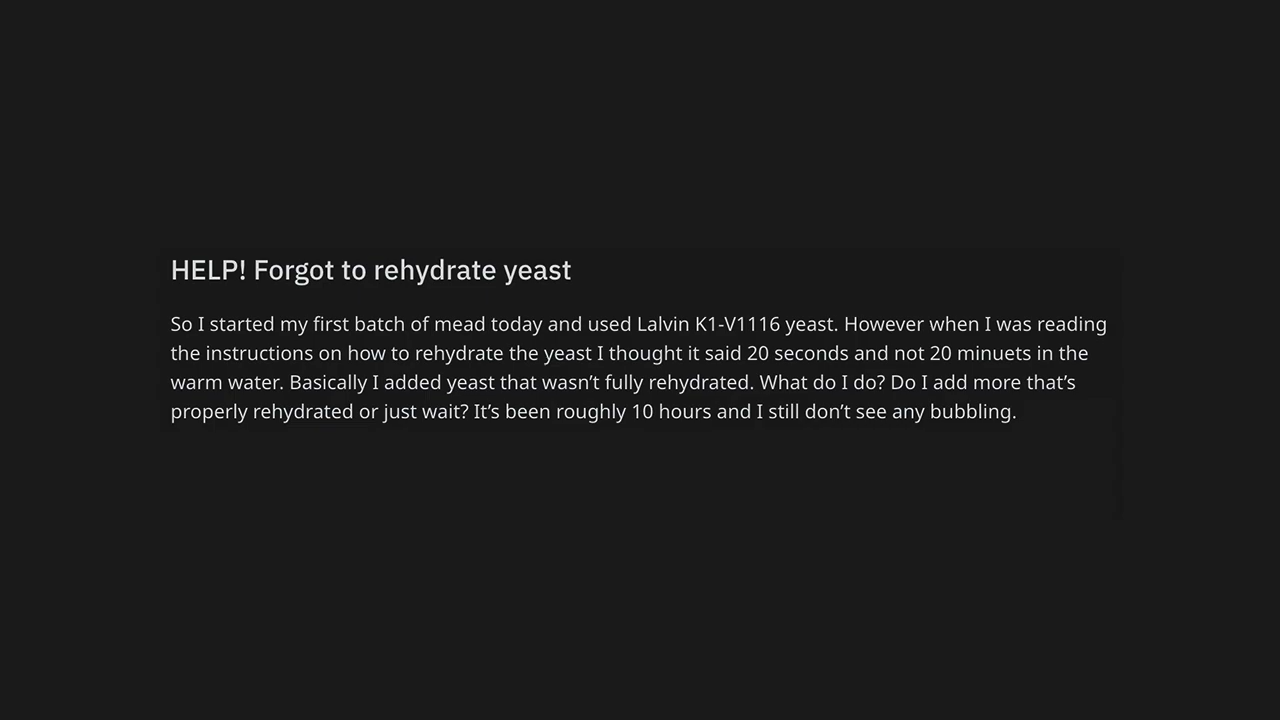 HELP! Forgot to rehydrate yeast
So I started my first batch of mead today and used Lalvin K1-V1116 yeast. However when I was reading
the instructions on how to rehydrate the yeast I thought it said 20 seconds and not 20 minuets in the
warm water. Basically I added yeast that wasn’t fully rehydrated. What do I do? Do I add more that’s
properly rehydrated or just wait? It’s been roughly 10 hours and I still don’t see any bubbling.